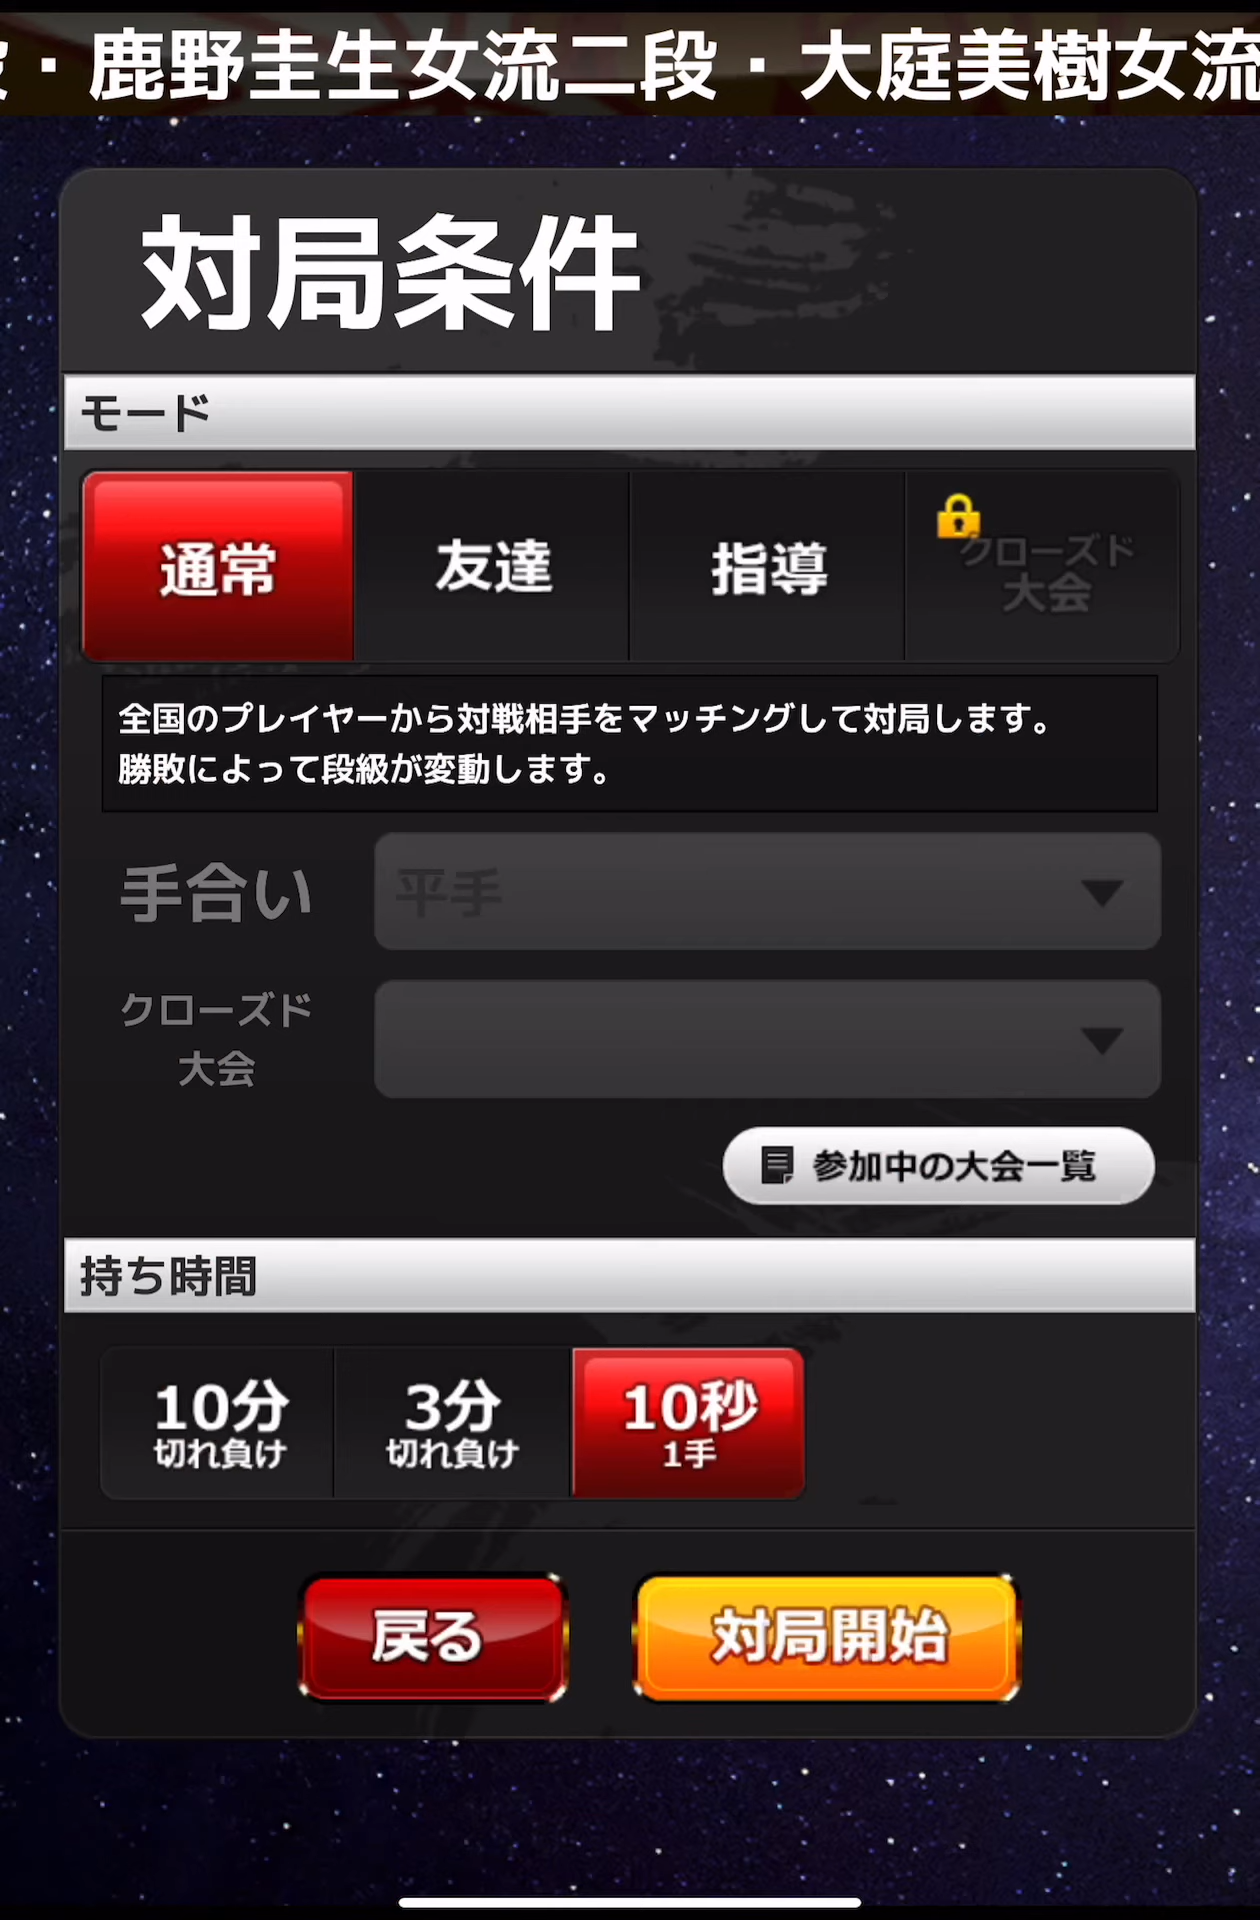 ・鹿野圭生女流二段・大庭美樹女流
対局条件
モード
通常
友達
指導
クローズド
大会
全国のプレイヤーから対戦相手をマッチングして対局します。
勝敗によって段級が変動します。
手合い
平手
クローズド
大会
参加中の大会一覧
持ち時間
10分
切れ負け
3分
切れ負け
10秒
1手
戻る
対局開始